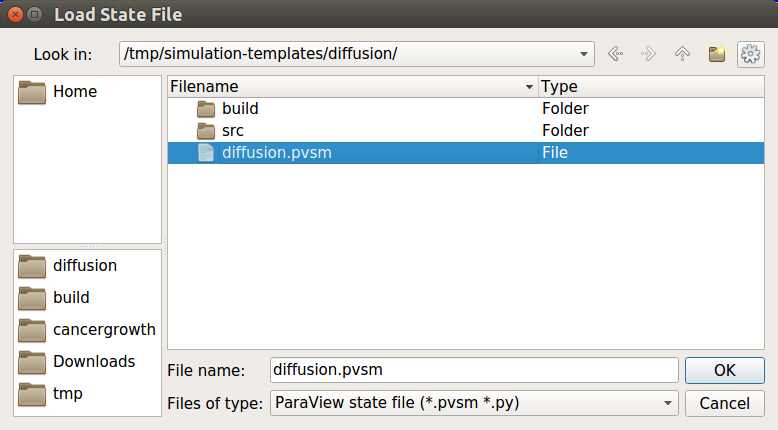 Load State File
Look in: /tmp/simulation-templates/diffusion/
Home
Filename Type
build Folder
src Folder
diffusion.pvsm File
diffusion
build
cancergrowth
Downloads
tmp
File name: diffusion.pvsm OK
Files of type: ParaView state file (*.pvsm *.py) Cancel